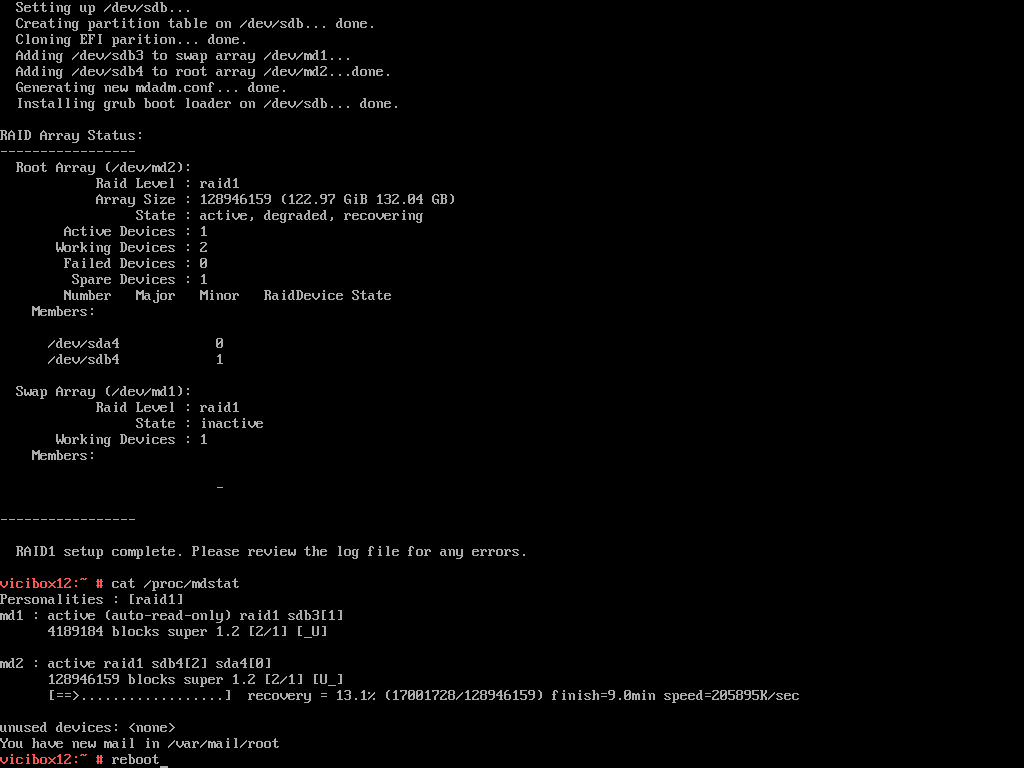 Setting up /dev/sdb...
Creating partition table on /dev/sdb... done.
Cloning EFI parition... done.
Adding /dev/sdb3 to swap array /dev/md1...
Adding /dev/sdb4 to root array /dev/md2...done.
Generating new mdadm.conf... done.
Installing grub boot loader on /dev/sdb... done.
RAID Array Status:
-----------------
Root Array (/dev/md2):
Raid Level : raid1
Array Size : 128946159 (122.97 GiB 132.04 GB)
State : active, degraded, recovering
Active Devices : 1
Working Devices : 2
Failed Devices : 0
Spare Devices : 1
Number Major Minor RaidDevice State
Members:
/dev/sda4 0
/dev/sdb4 1
Swap Array (/dev/md1):
Raid Level : raid1
State : inactive
Working Devices : 1
Members:
-
-----------------
RAID1 setup complete. Please review the log file for any errors.
vicibox12:~ # cat /proc/mdstat
Personalities : [raid1]
md1 : active (auto-read-only) raid1 sdb3[1]
4189184 blocks super 1.2 [2/1] [_U]
md2 : active raid1 sdb4[2] sda4[0]
128946159 blocks super 1.2 [2/1] [U_]
[==>..................] recovery = 13.1% (17001728/128946159) finish=9.0min speed=205895K/sec
unused devices: <none>
You have new mail in /var/mail/root
vicibox12:~ # reboot_